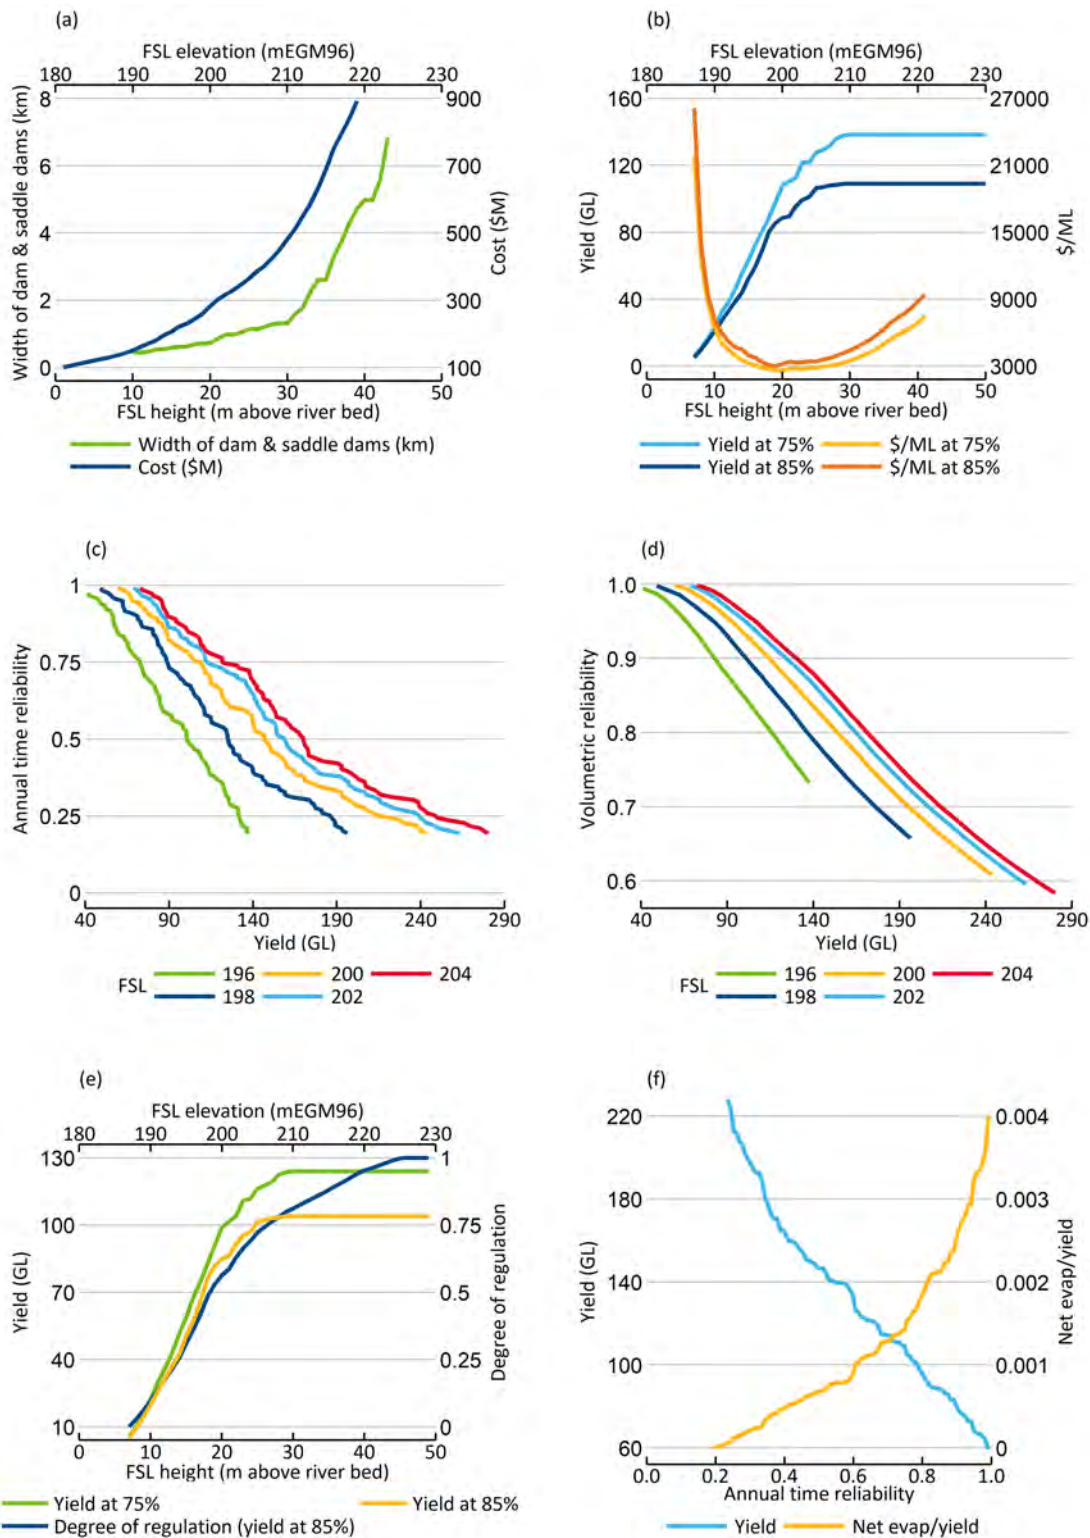 (a)
FSL elevation (mEGM96)
180 190 200 210 220 230
8 900
6 700
4 500
2 300
0 100
Width of dam & saddle dams (km)
Cost ($M)
0 10 20 30 40 50
FSL height (m above river bed)
Width of dam & saddle dams (km)
Cost ($M)
(b)
FSL elevation (mEGM96)
180 190 200 210 220 230
160 27000
120 21000
80 15000
40 9000
0 3000
Yield (GL)
$/ML
0 10 20 30 40 50
FSL height (m above river bed)
Yield at 75% $/ML at 75%
Yield at 85% $/ML at 85%
(c)
1
0.75
0.5
0.25
0
Annual time reliability
40 90 140 190 240 290
Yield (GL)
FSL
196 200 204
198 202
(d)
1.0
0.9
0.8
0.7
0.6
Volumetric reliability
40 90 140 190 240 290
Yield (GL)
FSL
196 200 204
198 202
(e)
FSL elevation (mEGM96)
180 190 200 210 220 230
130 1
100 0.75
70 0.5
40 0.25
10 0
Yield (GL)
Degree of regulation
0 10 20 30 40 50
FSL height (m above river bed)
Yield at 75% Yield at 85%
Degree of regulation (yield at 85%)
(f)
220 0.004
180 0.003
140 0.002
100 0.001
60 0
Yield (GL)
Net evap/yield
0.0 0.2 0.4 0.6 0.8 1.0
Annual time reliability
Yield Net evap/yield